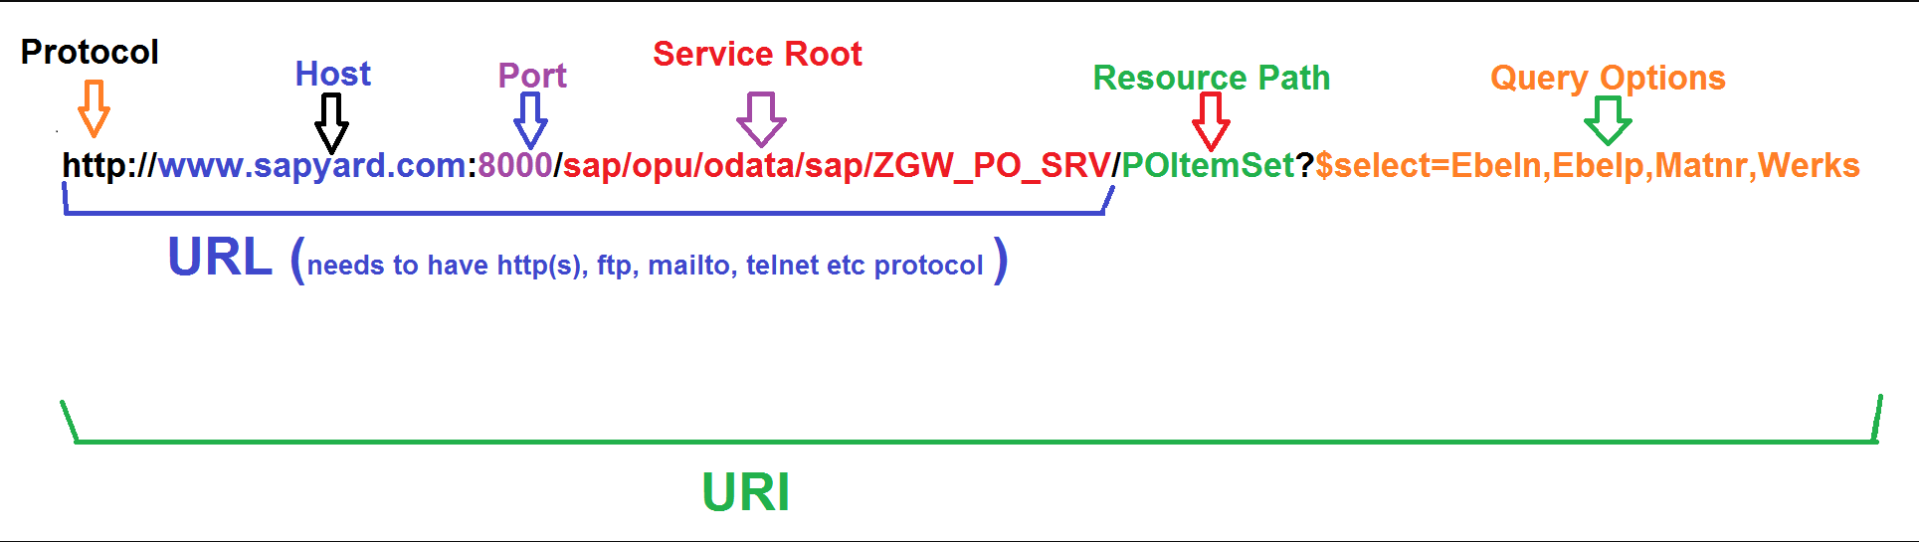 Protocol
Host
Port
Service Root
Resource Path
Query Options
http://www.sapyard.com:8000/sap/opu/odata/sap/ZGW_PO_SRV/POItemSet?$select=Ebeln,Ebelp,Matnr,Werks
URL (needs to have http(s), ftp, mailto, telnet etc protocol )
URI